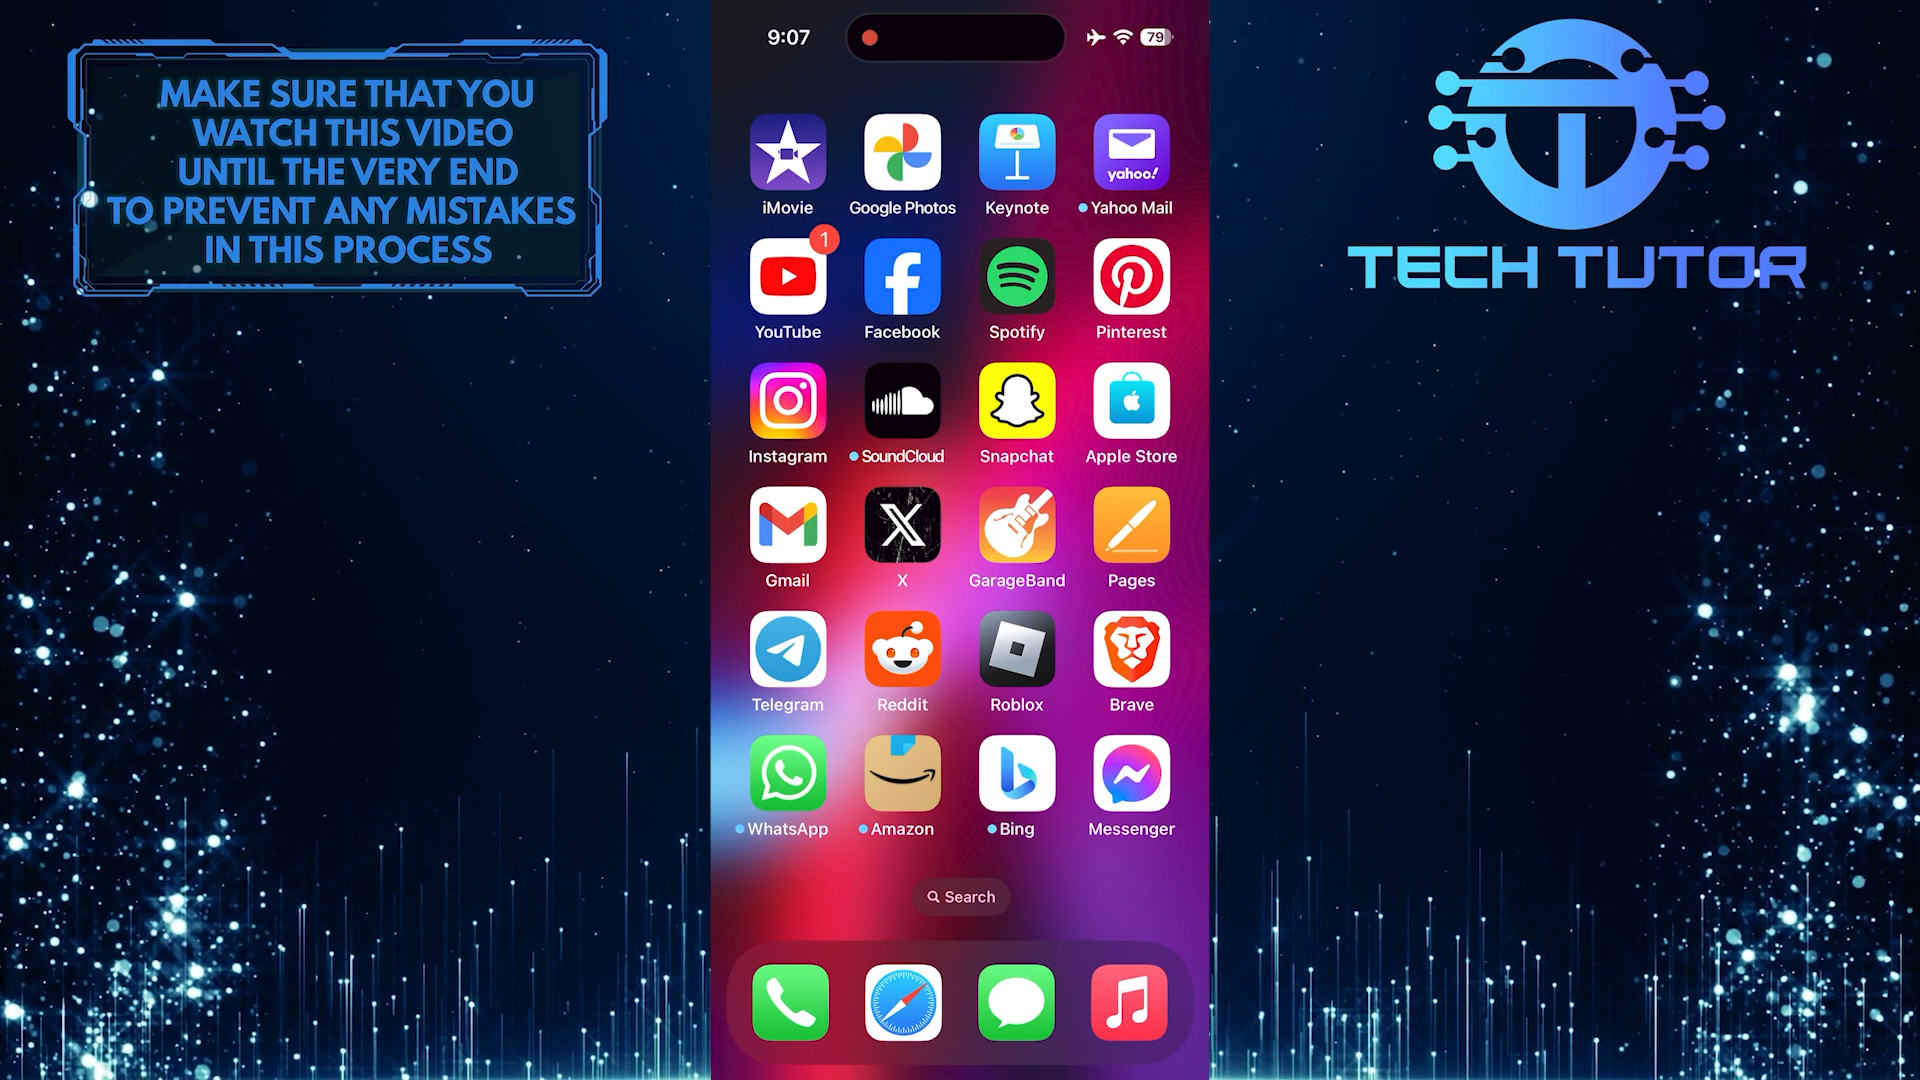 MAKE SURE THAT YOU
WATCH THIS VIDEO
UNTIL THE VERY END
TO PREVENT ANY MISTAKES
IN THIS PROCESS
9:07
79
iMovie
Google Photos
Keynote
yahoo!
Yahoo Mail
1
YouTube
Facebook
Spotify
Pinterest
Instagram
SoundCloud
Snapchat
Apple Store
Gmail
X
GarageBand
Pages
Telegram
Reddit
Roblox
Brave
WhatsApp
Amazon
Bing
Messenger
Search
TECH TUTOR